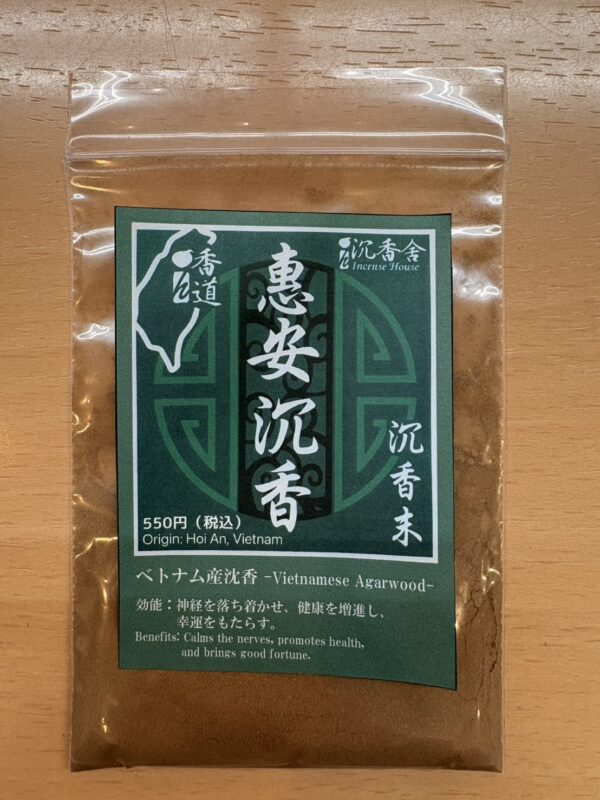 香道
沉香舍
Incense House
惠安沉香
沉香末
550円（税込）
Origin: Hoi An, Vietnam
ベトナム産沈香 -Vietnamese Agarwood-
効能：神経を落ち着かせ、健康を増進し、
幸運をもたらす。
Benefits: Calms the nerves, promotes health,
and brings good fortune.